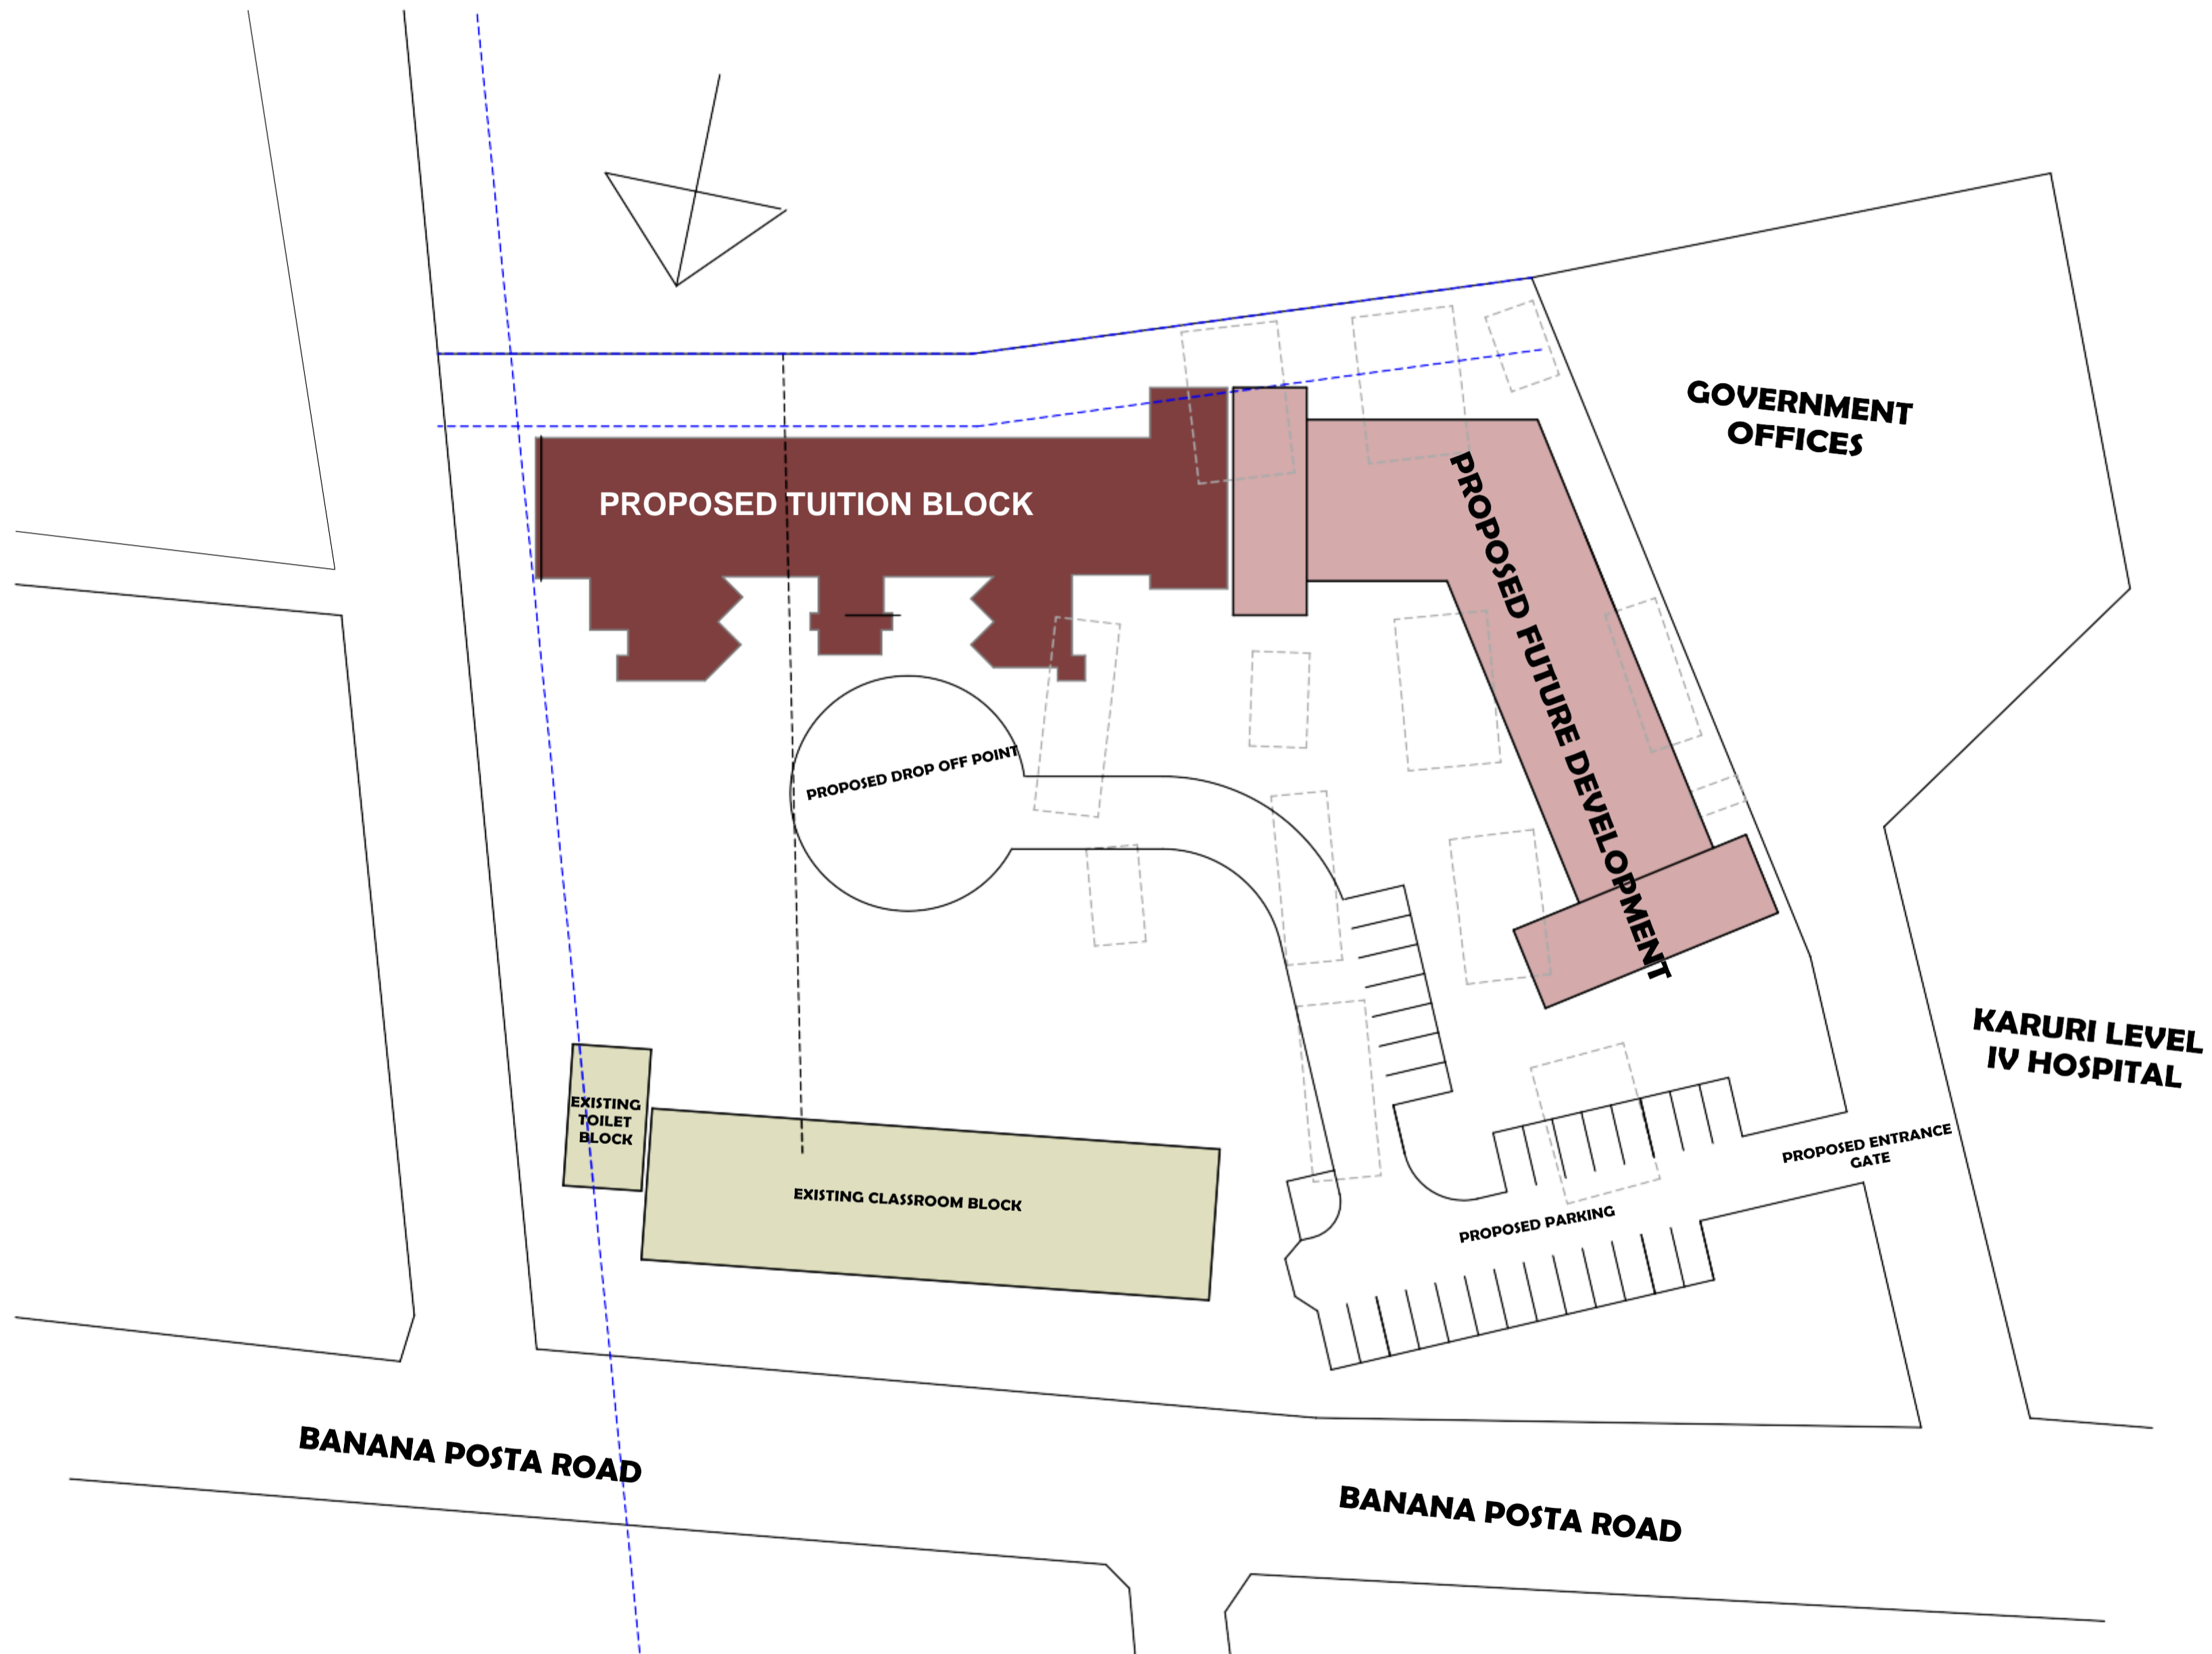 GOVERNMENT
OFFICES
PROPOSED TUITION BLOCK
PROPOSED FUTURE DEVELOPMENT
PROPOSED DROP OFF POINT
KARURI LEVEL
IV HOSPITAL
EXISTING
TOILET
BLOCK
PROPOSED ENTRANCE
GATE
EXISTING CLASSROOM BLOCK
PROPOSED PARKING
BANANA POSTA ROAD
BANANA POSTA ROAD